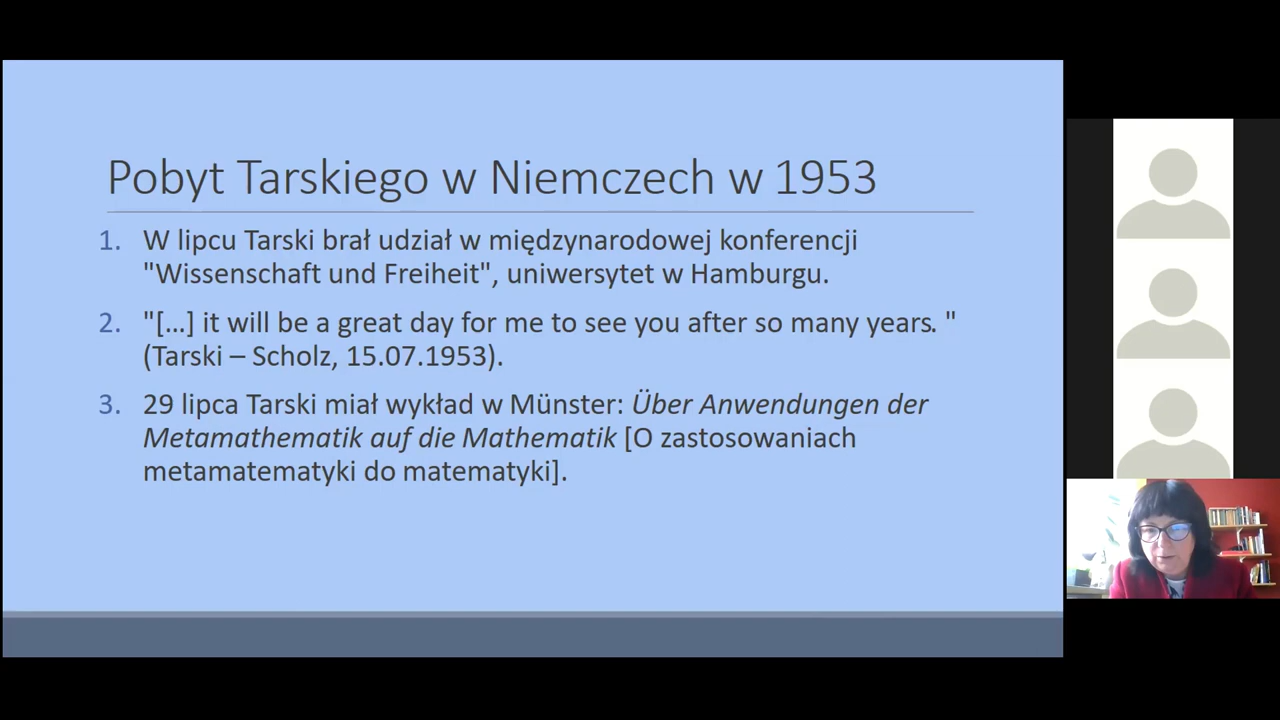 Pobyt Tarskiego w Niemczech w 1953
1. W lipcu Tarski brał udział w międzynarodowej konferencji
"Wissenschaft und Freiheit", uniwersytet w Hamburgu.
2. "[…] it will be a great day for me to see you after so many years. "
(Tarski – Scholz, 15.07.1953).
3. 29 lipca Tarski miał wykład w Münster: Über Anwendungen der
Metamathematik auf die Mathematik [O zastosowaniach
metamatematyki do matematyki].